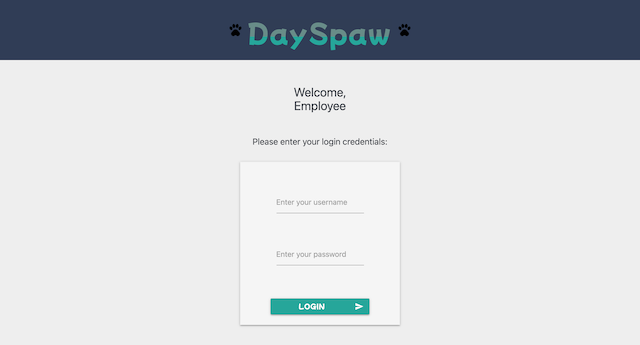 DaySpaw
Welcome,
Employee
Please enter your login credentials:
Enter your username
Enter your password
LOGIN